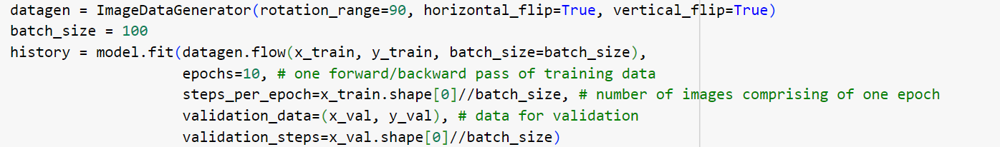 datagen = ImageDataGenerator(rotation_range=90, horizontal_flip=True, vertical_flip=True)
batch_size = 100
history = model.fit(datagen.flow(x_train, y_train, batch_size=batch_size),
                    epochs=10, # one forward/backward pass of training data
                    steps_per_epoch=x_train.shape[0]//batch_size, # number of images comprising of one epoch
                    validation_data=(x_val, y_val), # data for validation
                    validation_steps=x_val.shape[0]//batch_size)